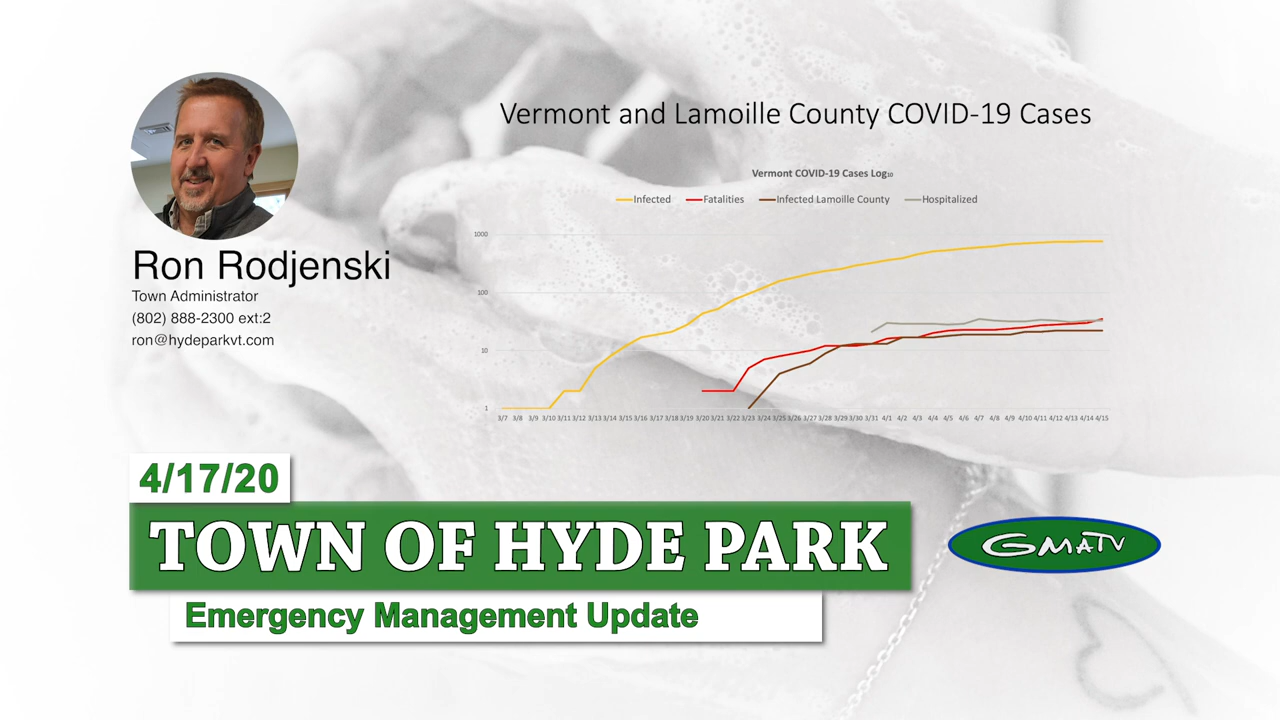 Vermont and Lamoille County COVID-19 Cases
Vermont COVID-19 Cases Log₁₀
Infected Fatalities Infected Lamoille County Hospitalized
1000
100
10
1
3/7 3/8 3/9 3/10 3/11 3/12 3/13 3/14 3/15 3/16 3/17 3/18 3/19 3/20 3/21 3/22 3/23 3/24 3/25 3/26 3/27 3/28 3/29 3/30 3/31 4/1 4/2 4/3 4/4 4/5 4/6 4/7 4/8 4/9 4/10 4/11 4/12 4/13 4/14 4/15
Ron Rodjenski
Town Administrator
(802) 888-2300 ext:2
ron@hydeparkvt.com
4/17/20
TOWN OF HYDE PARK
GMATV
Emergency Management Update